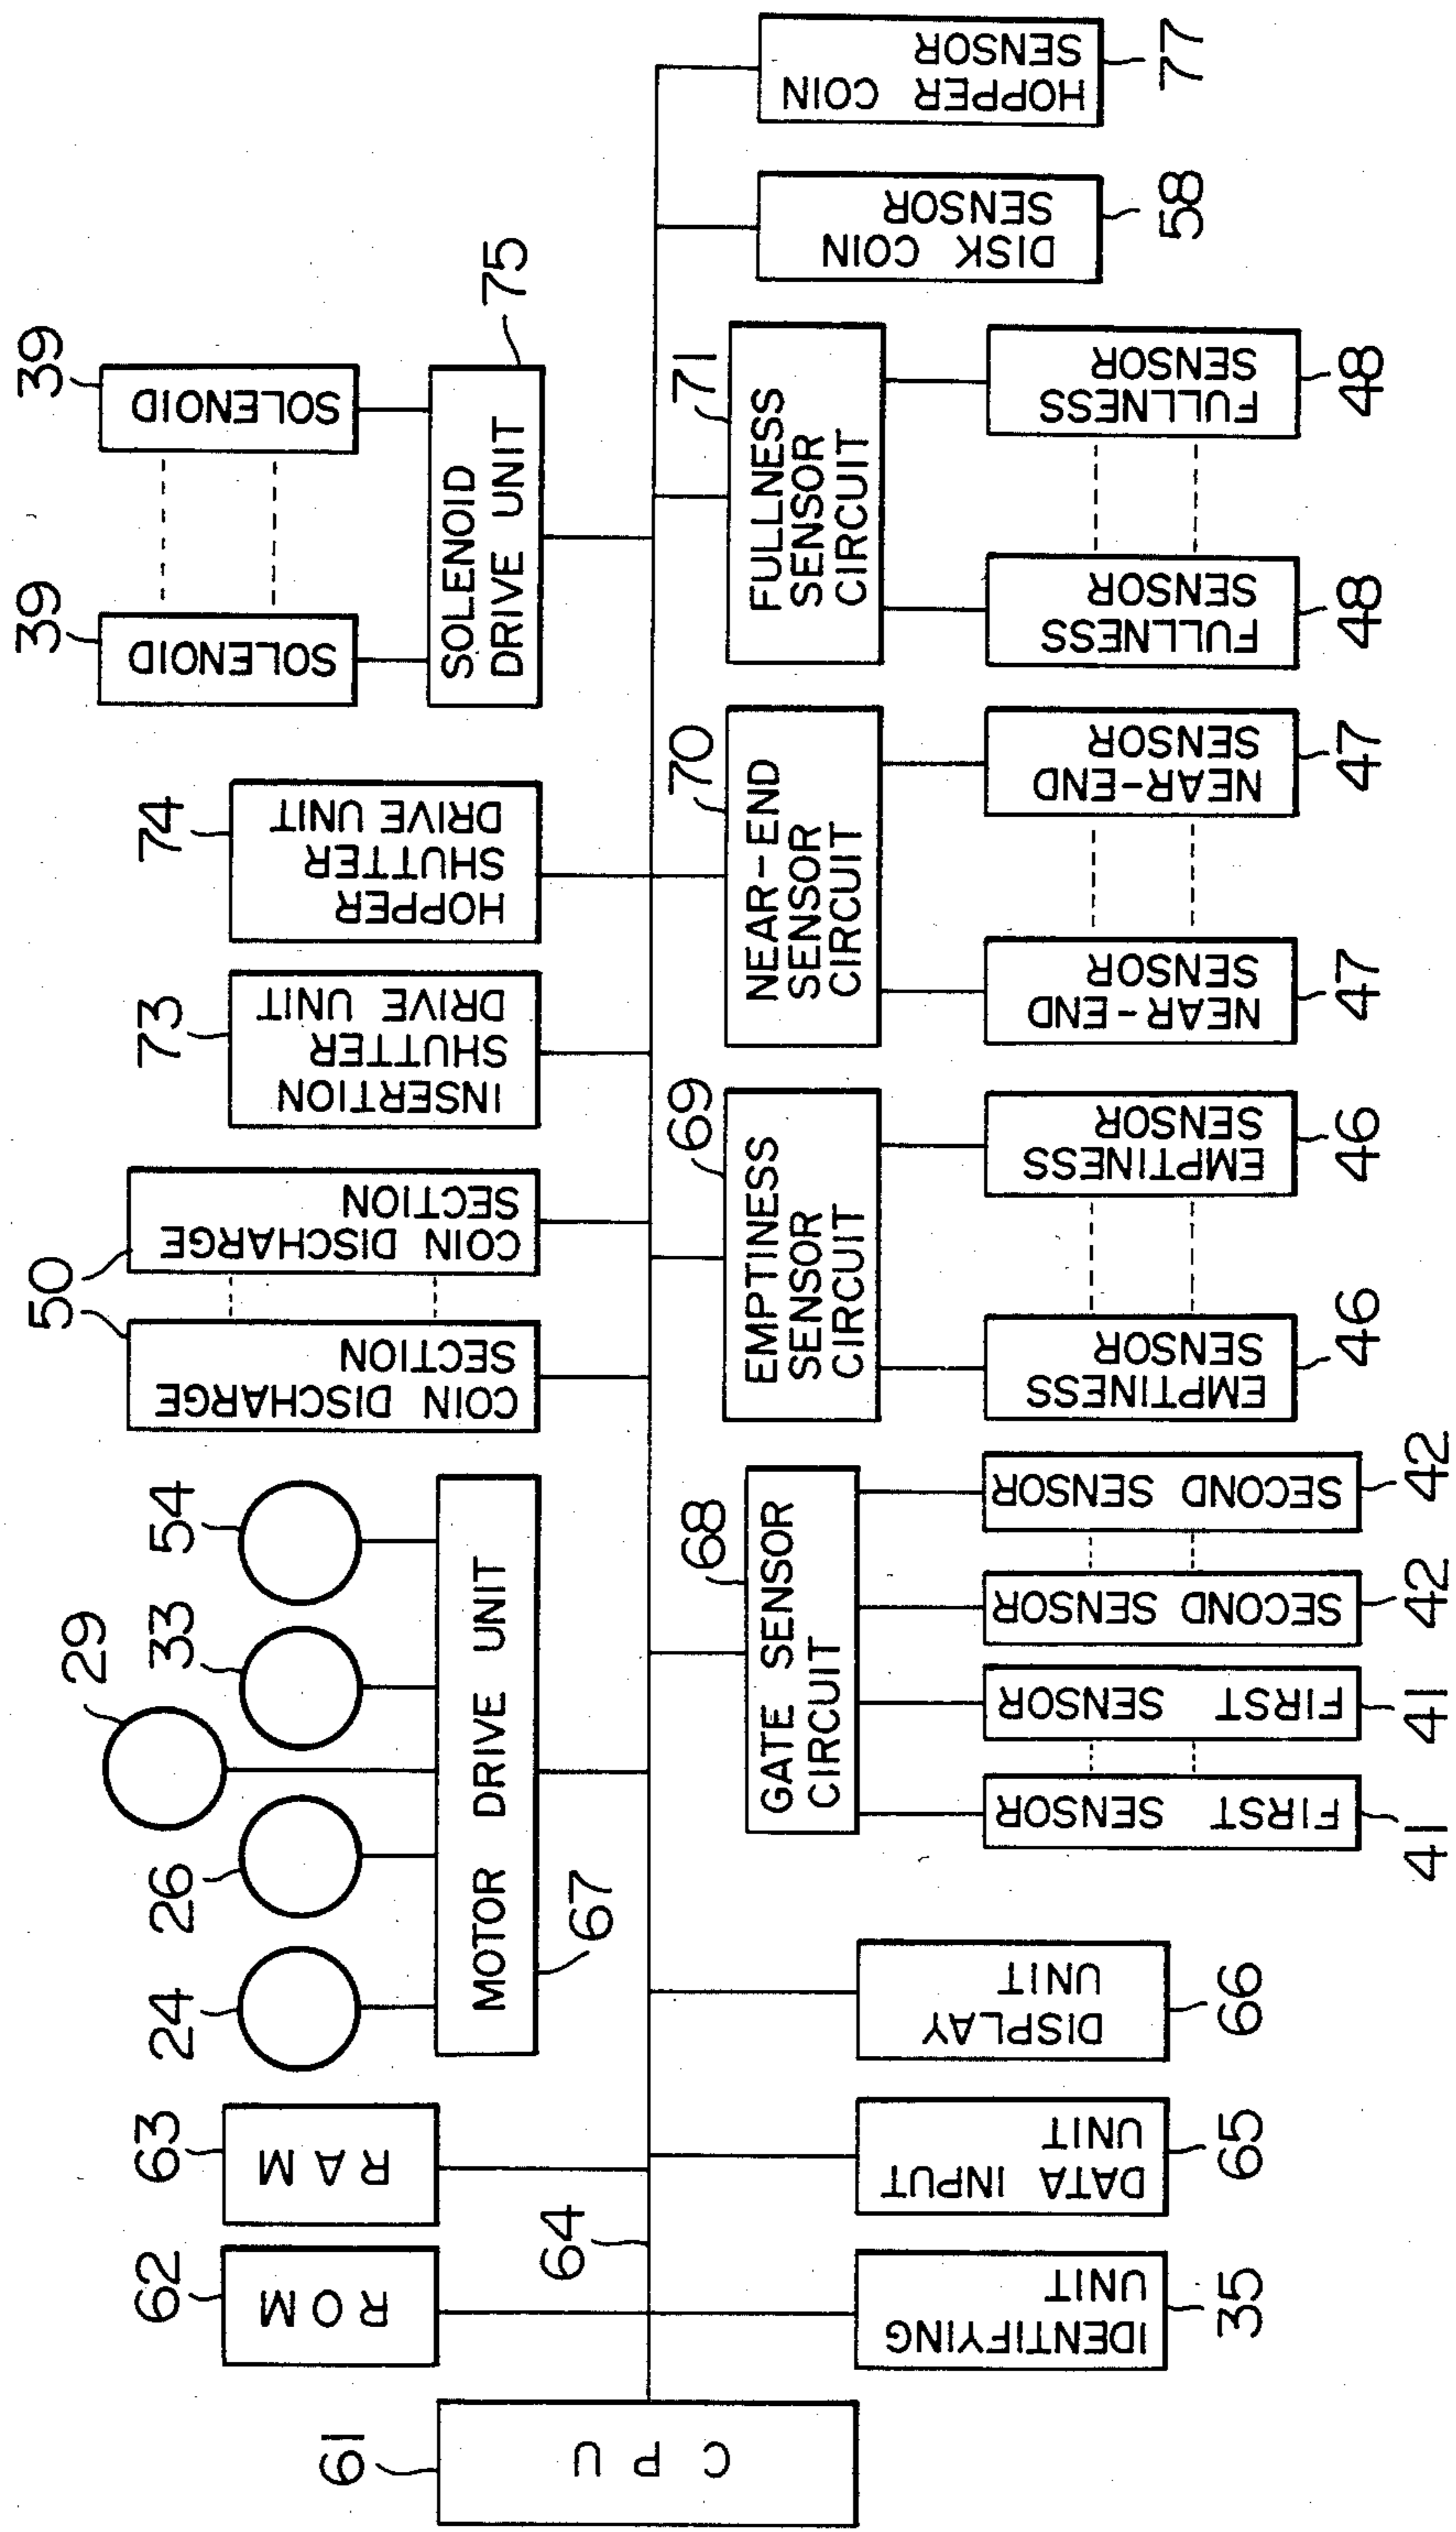 61
CPU
62
ROM
63
RAM
64
24
26
29
33
54
MOTOR DRIVE UNIT
67
50
COIN DISCHARGE
SECTION
COIN DISCHARGE
SECTION
73
INSERTION
SHUTTER
DRIVE UNIT
74
HOPPER
SHUTTER
DRIVE UNIT
39
SOLENOID
39
SOLENOID
SOLENOID
DRIVE UNIT
75
IDENTIFYING
UNIT
35
DATA INPUT
UNIT
65
DISPLAY
UNIT
66
68
GATE SENSOR
CIRCUIT
FIRST SENSOR
41
FIRST SENSOR
41
SECOND SENSOR
42
SECOND SENSOR
42
69
EMPTINESS
SENSOR
CIRCUIT
EMPTINESS
SENSOR
46
EMPTINESS
SENSOR
46
70
NEAR-END
SENSOR
CIRCUIT
NEAR-END
SENSOR
47
NEAR-END
SENSOR
47
71
FULLNESS
SENSOR
CIRCUIT
FULLNESS
SENSOR
48
FULLNESS
SENSOR
48
DISK COIN
SENSOR
58
HOPPER COIN
SENSOR
77